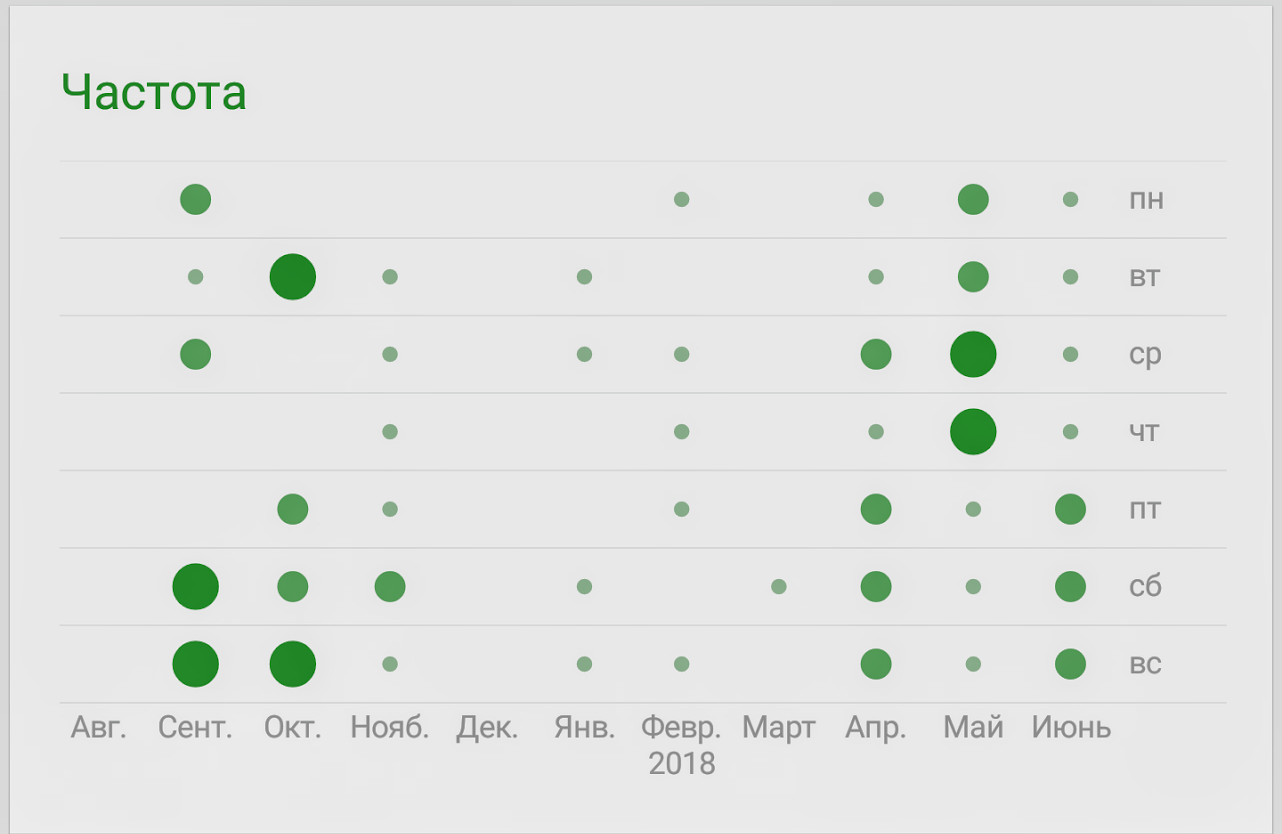 Частота
пн
вт
ср
чт
пт
сб
вс
Авг. Сент. Окт. Нояб. Дек. Янв. Февр. Март Апр. Май Июнь
2018